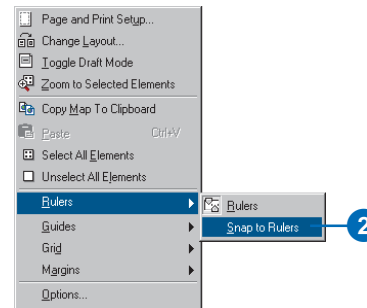 Page and Print Setup...
Change Layout...
Toggle Draft Mode
Zoom to Selected Elements
Copy Map To Clipboard
Paste Ctrl+V
Select All Elements
Unselect All Elements
Rulers
Rulers
Guides
Snap to Rulers
2
Grid
Margins
Options...